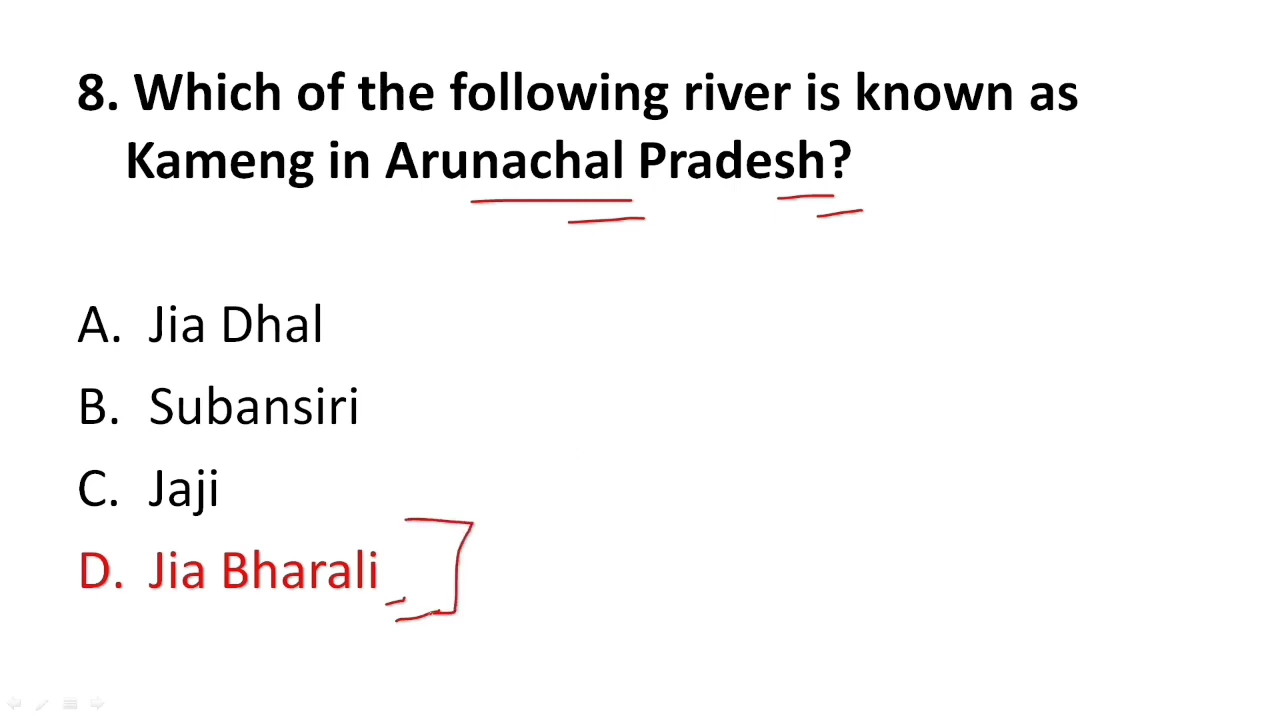 8. Which of the following river is known as
Kameng in Arunachal Pradesh?
A. Jia Dhal
B. Subansiri
C. Jaji
D. Jia Bharali